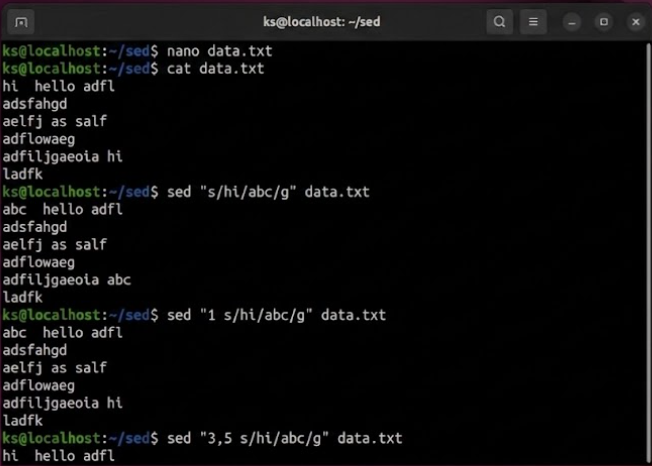 ks@localhost: ~/sed
ks@localhost:~/sed$ nano data.txt
ks@localhost:~/sed$ cat data.txt
hi  hello adfl
adsfahgd
aelfj as salf
adflowaeg
adfiljgaeoia hi
ladfk
ks@localhost:~/sed$ sed "s/hi/abc/g" data.txt
abc  hello adfl
adsfahgd
aelfj as salf
adflowaeg
adfiljgaeoia abc
ladfk
ks@localhost:~/sed$ sed "1 s/hi/abc/g" data.txt
abc  hello adfl
adsfahgd
aelfj as salf
adflowaeg
adfiljgaeoia hi
ladfk
ks@localhost:~/sed$ sed "3,5 s/hi/abc/g" data.txt
hi  hello adfl